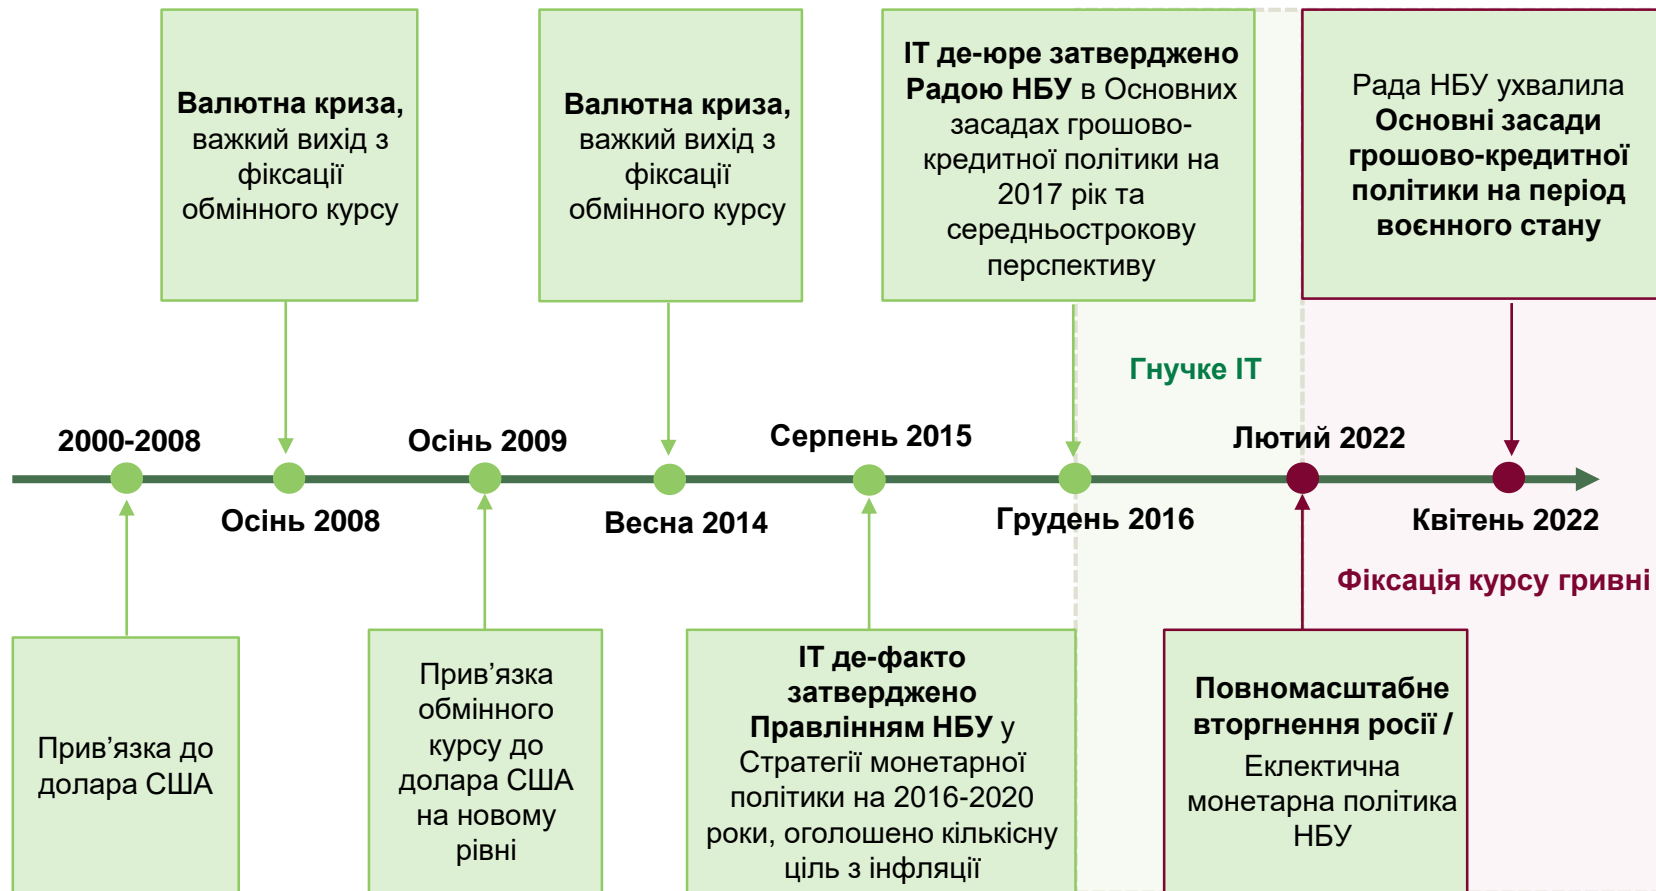 Валютна криза,
важкий вихід з
фіксації
обмінного курсу
Валютна криза,
важкий вихід з
фіксації
обмінного курсу
ІТ де-юре затверджено
Радою НБУ в Основних
засадах грошово-
кредитної політики на
2017 рік та
середньострокову
перспективу
Рада НБУ ухвалила
Основні засади
грошово-кредитної
політики на період
воєнного стану
Гнучке ІТ
2000-2008
Осінь 2008
Осінь 2009
Весна 2014
Серпень 2015
Грудень 2016
Лютий 2022
Квітень 2022
Фіксація курсу гривні
Прив’язка до
долара США
Прив’язка
обмінного
курсу до
долара США
на новому
рівні
ІТ де-факто
затверджено
Правлінням НБУ у
Стратегії монетарної
політики на 2016-2020
роки, оголошено кількісну
ціль з інфляції
Повномасштабне
вторгнення росії /
Еклектична
монетарна політика
НБУ